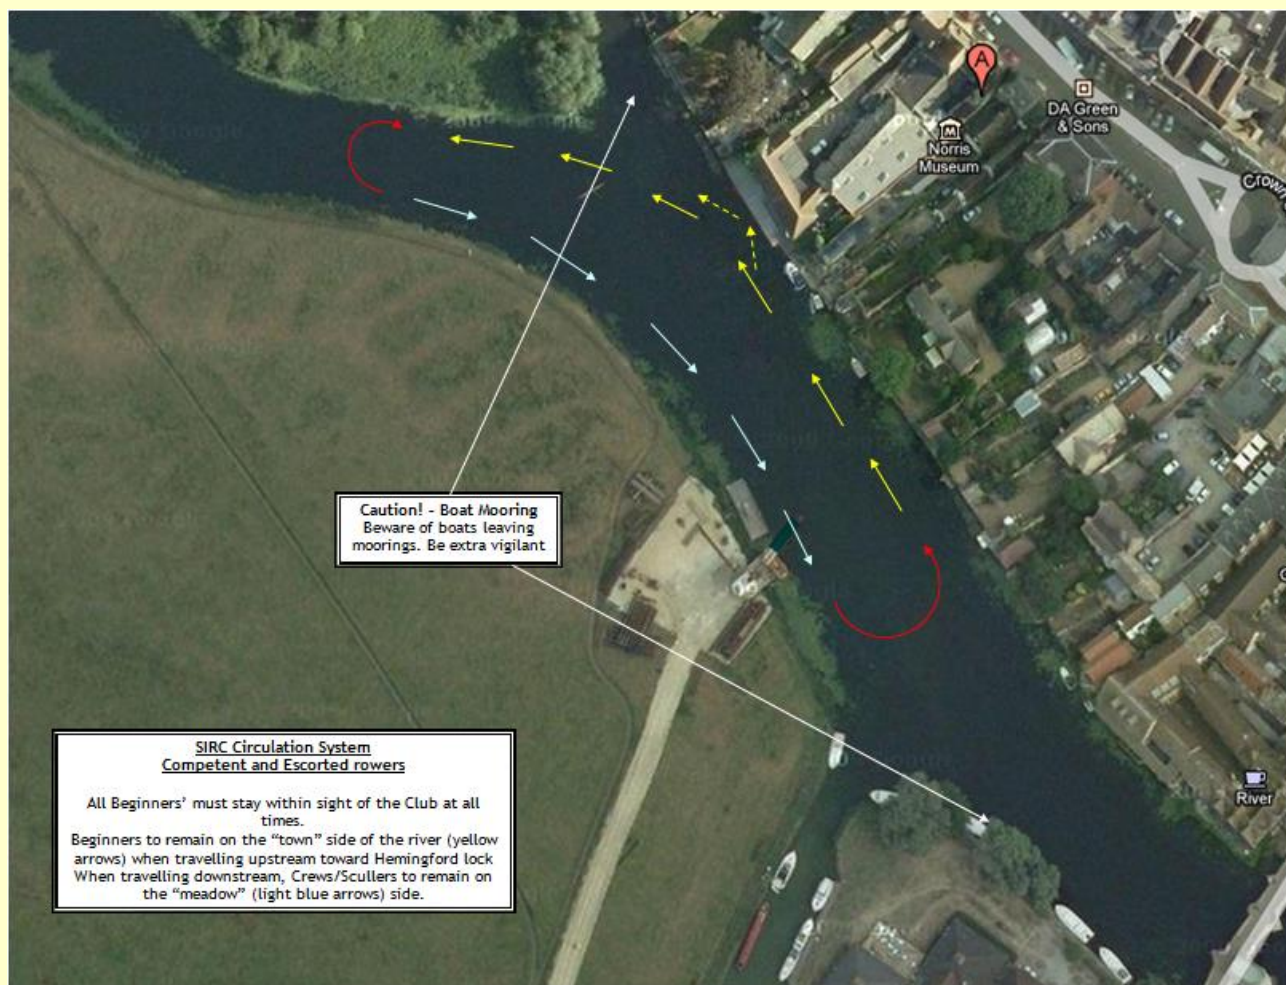 A
DA Green
& Sons
Norris
Museum
Crown
Caution! - Boat Mooring
Beware of boats leaving
moorings. Be extra vigilant
SIRC Circulation System
Competent and Escorted rowers
All Beginners’ must stay within sight of the Club at all
times.
Beginners to remain on the “town” side of the river (yellow
arrows) when travelling upstream toward Hemingford lock
When travelling downstream, Crews/Scullers to remain on
the “meadow” (light blue arrows) side.
River